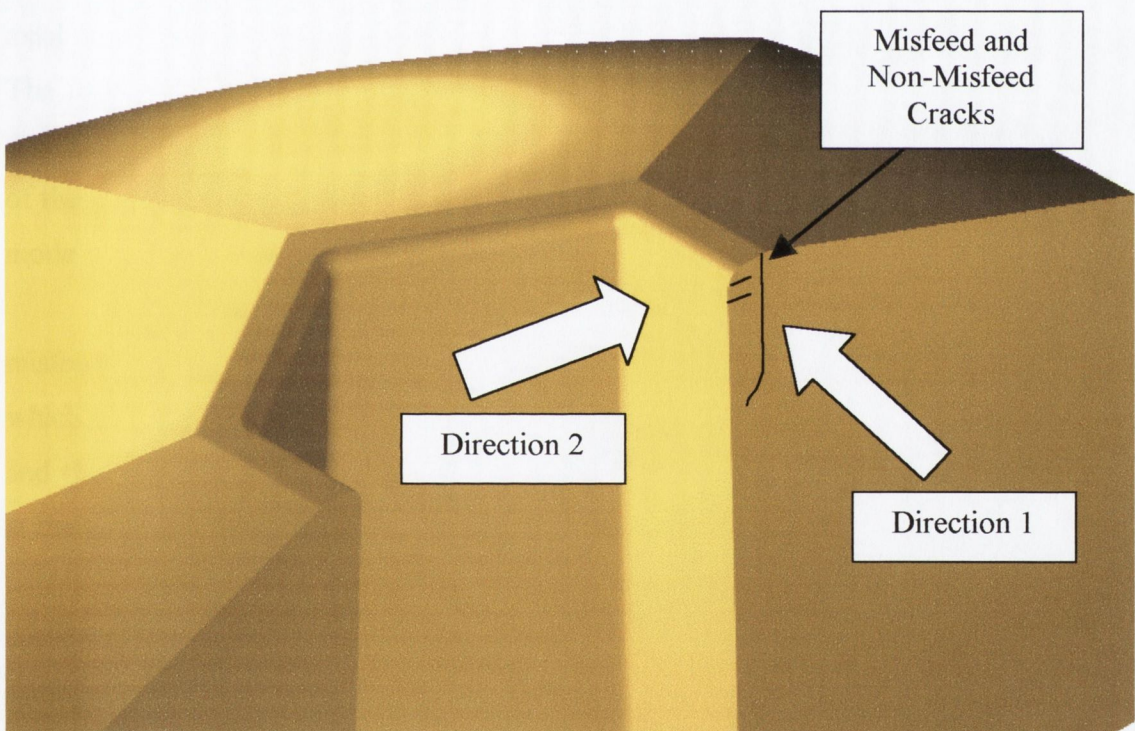 Misfeed and
Non-Misfeed
Cracks
Direction 2
Direction 1